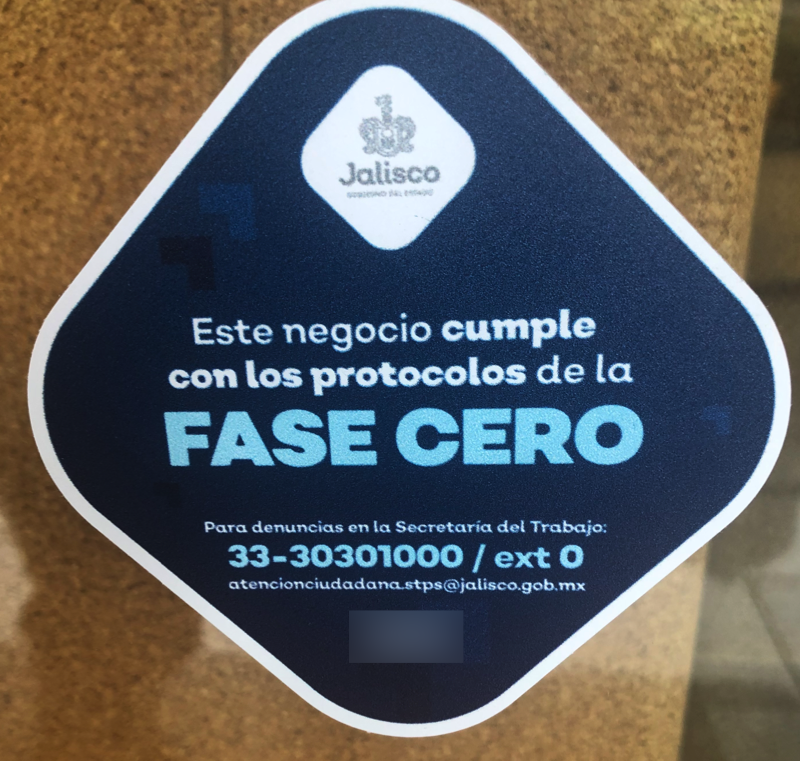 Jalisco
GOBIERNO DEL ESTADO
Este negocio cumple
con los protocolos de la
FASE CERO
Para denuncias en la Secretaría del Trabajo:
33-30301000 / ext 0
atencionciudadana.stps@jalisco.gob.mx